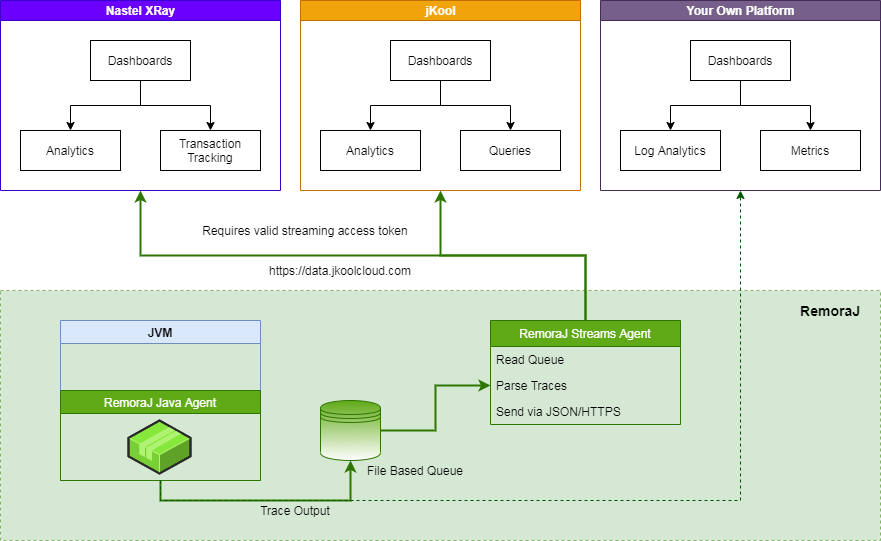 Nastel XRay
jKool
Your Own Platform
Dashboards
Dashboards
Dashboards
Analytics
Transaction
Tracking
Analytics
Queries
Log Analytics
Metrics
Requires valid streaming access token
https://data.jkoolcloud.com
RemoraJ
JVM
RemoraJ Java Agent
RemoraJ Streams Agent
Read Queue
Parse Traces
Send via JSON/HTTPS
File Based Queue
Trace Output